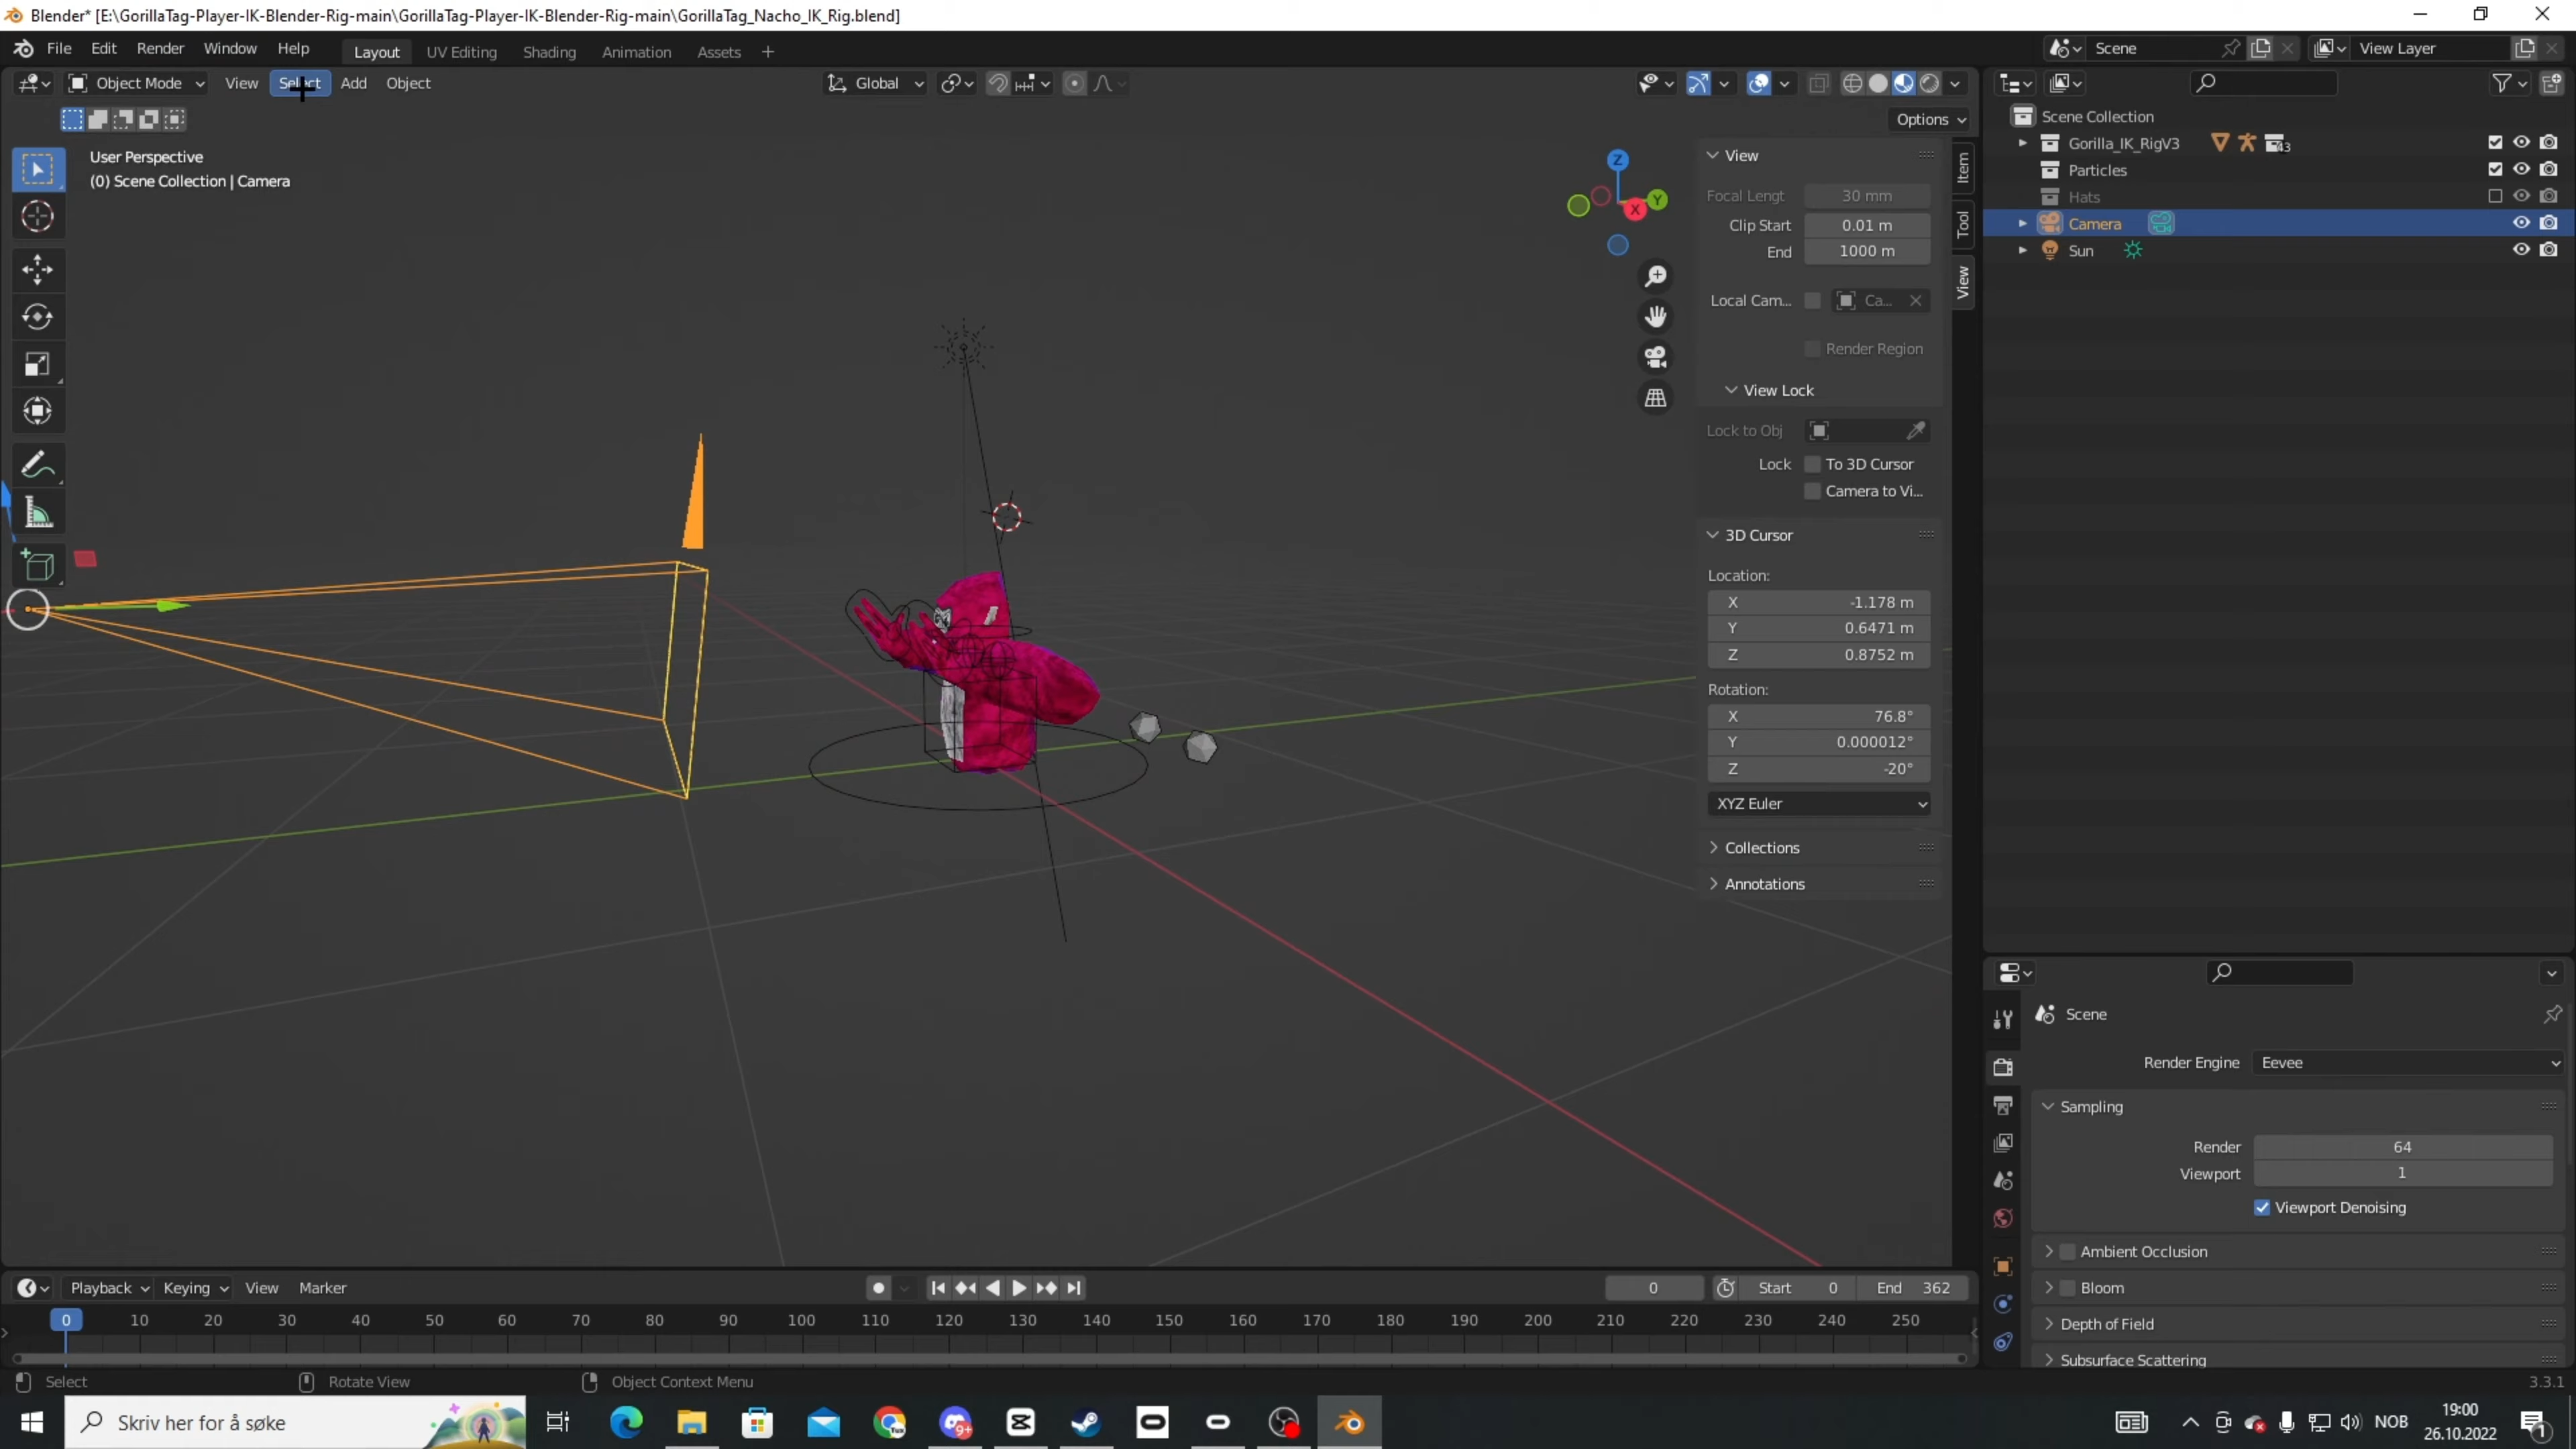 Blender* [E:\GorillaTag-Player-IK-Blender-Rig-main\GorillaTag-Player-IK-Blender-Rig-main\GorillaTag_Nacho_IK_Rig.blend]
File Edit Render Window Help Layout UV Editing Shading Animation Assets + Scene View Layer
Object Mode View Select Add Object Global
Options
User Perspective
(0) Scene Collection | Camera
Z
Y
X
View
Focal Lengt 30 mm
Clip Start 0.01 m
End 1000 m
Local Cam... Ca...
Render Region
View Lock
Lock to Obj
Lock To 3D Cursor
Camera to Vi...
3D Cursor
Location:
X -1.178 m
Y 0.6471 m
Z 0.8752 m
Rotation:
X 76.8°
Y 0.000012°
Z -20°
XYZ Euler
Collections
Annotations
Item
Tool
View
Scene Collection
Gorilla_IK_RigV3 43
Particles
Hats
Camera
Sun
Scene
Render Engine Eevee
Sampling
Render 64
Viewport 1
Viewport Denoising
Ambient Occlusion
Bloom
Depth of Field
Subsurface Scattering
Playback Keying View Marker 0 Start 0 End 362
0 10 20 30 40 50 60 70 80 90 100 110 120 130 140 150 160 170 180 190 200 210 220 230 240 250
Select Rotate View Object Context Menu 3.3.1
Skriv her for å søke
9+
NOB
19:00
26.10.2022
1